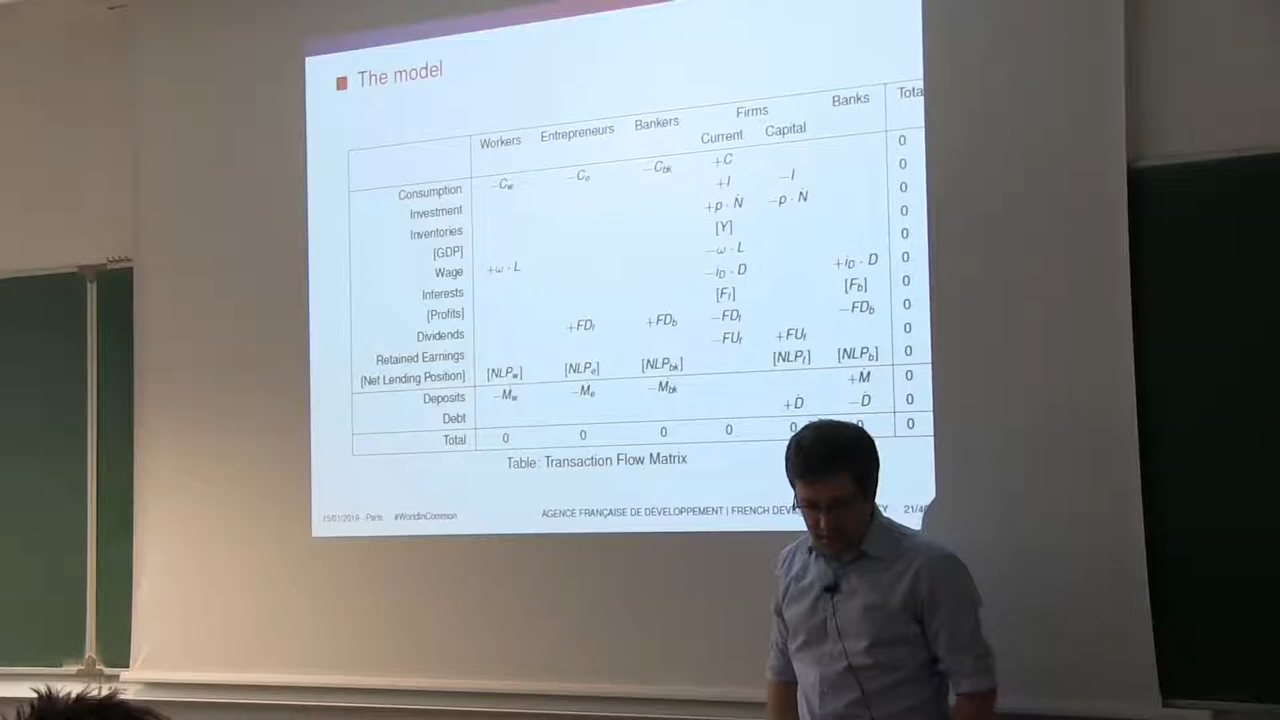 The model
Workers Entrepreneurs Bankers Firms Banks
Current Capital
Consumption −C_w −C_e −C_bk +C 0
Investment +I −I 0
Inventories +p · Ṅ −p · Ṅ 0
[GDP] [Y] 0
Wage +ω · L −ω · L 0
Interests −i_D · D +i_D · D 0
[Profits] [F_f] [F_b] 0
Dividends +FD_f +FD_b −FD_f −FD_b 0
Retained Earnings −FU_f +FU_f 0
[Net Lending Position] [NLP_w] [NLP_e] [NLP_bk] [NLP_f] [NLP_b] 0
Deposits −Ṁ_w −Ṁ_e −Ṁ_bk +Ṁ 0
Debt +Ḋ −Ḋ 0
Total 0 0 0 0 0 0
Table: Transaction Flow Matrix
15/01/2019 - Paris #WorldInCommon AGENCE FRANÇAISE DE DÉVELOPPEMENT | FRENCH